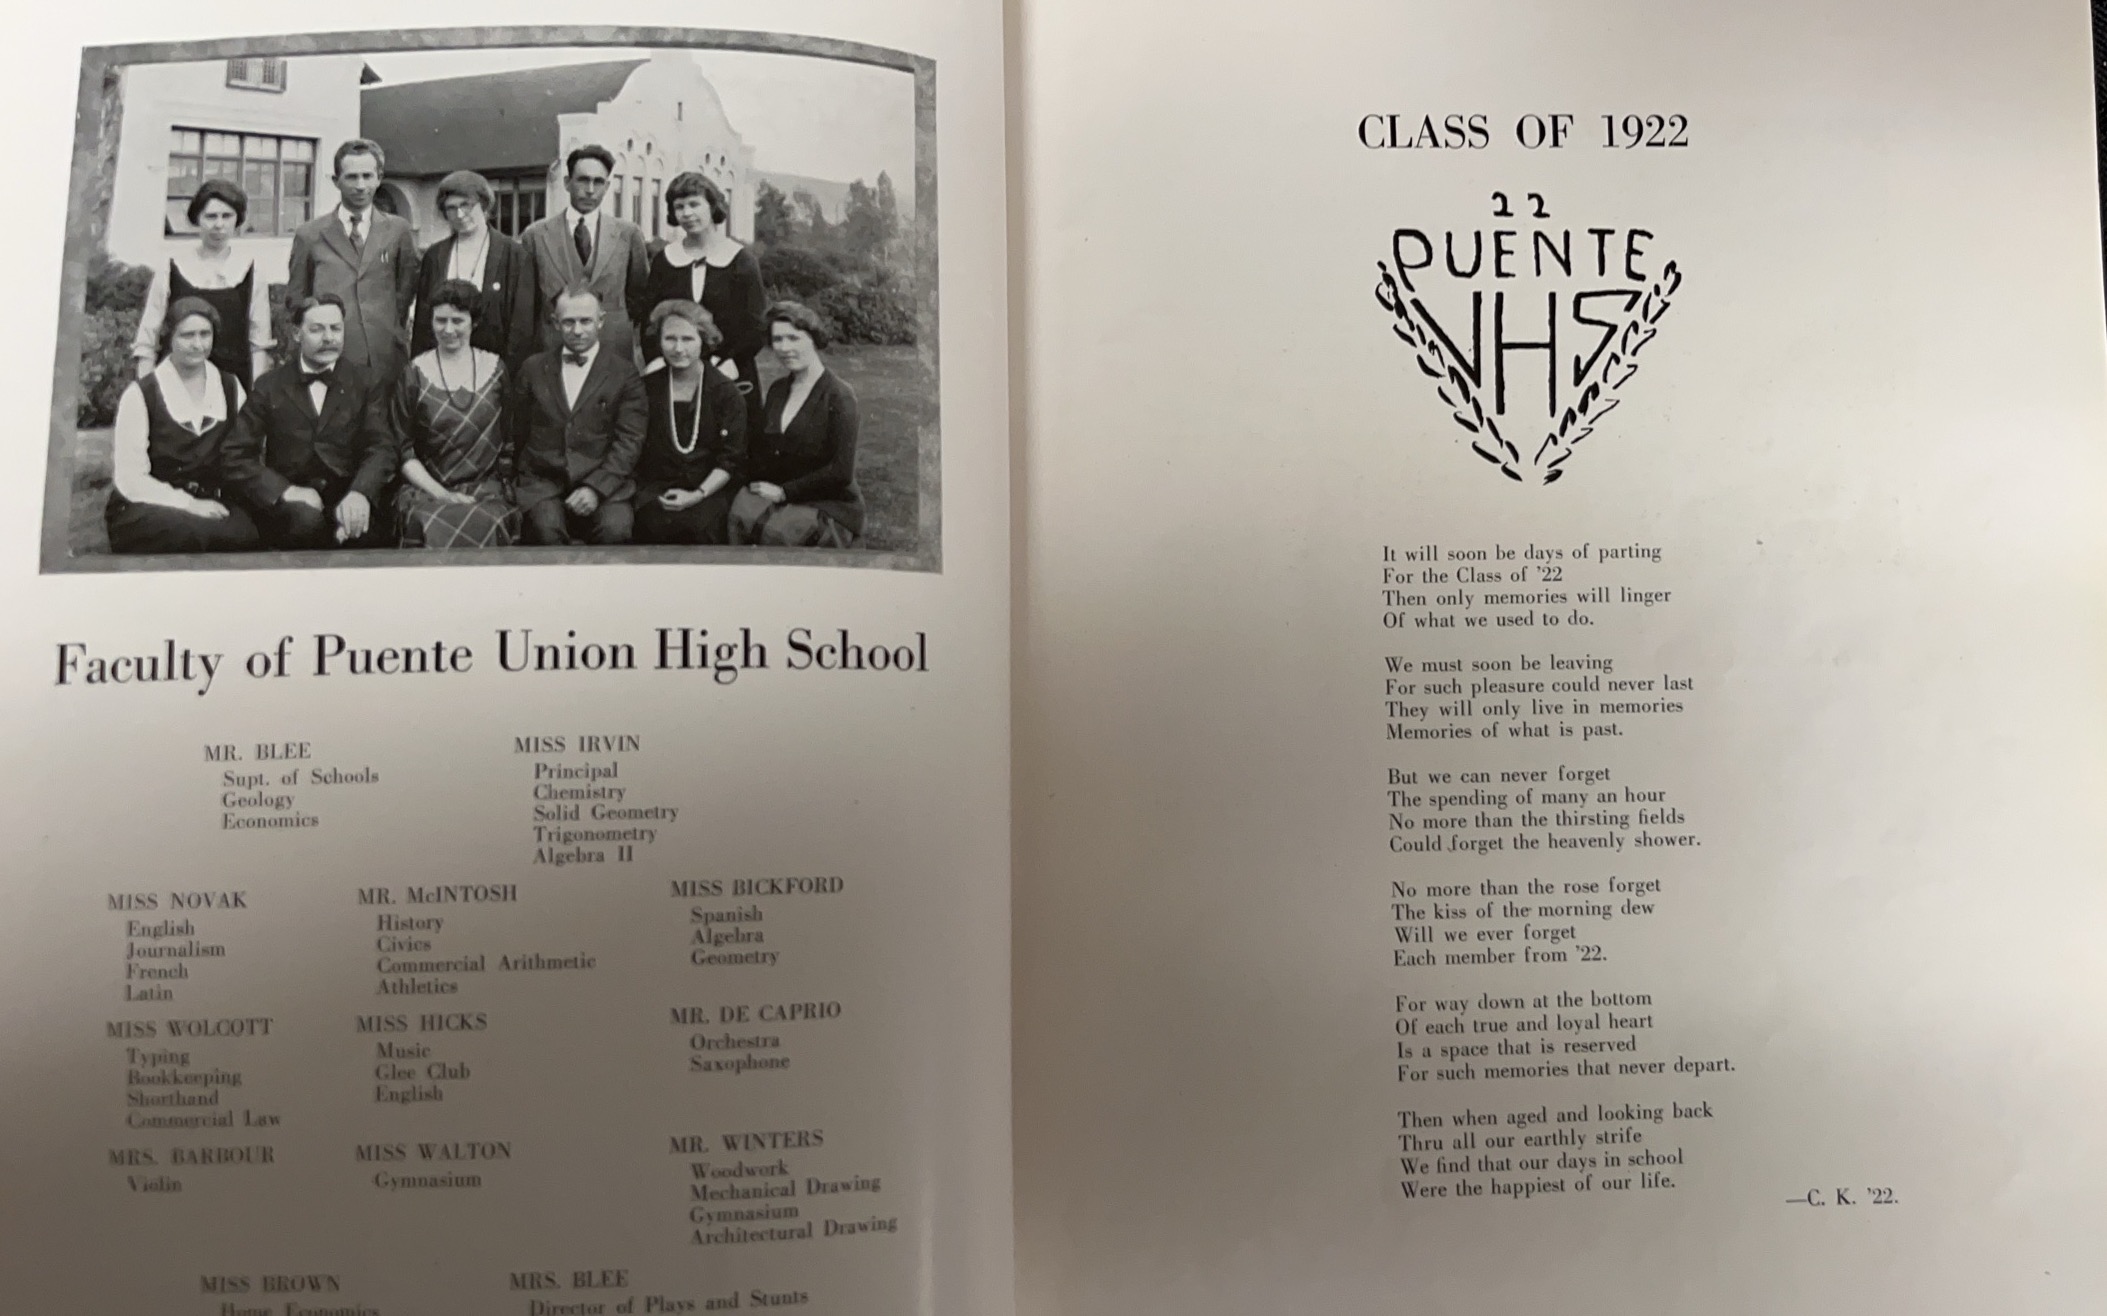 Faculty of Puente Union High School
MR. BLEE
Supt. of Schools
Geology
Economics
MISS IRVIN
Principal
Chemistry
Solid Geometry
Trigonometry
Algebra II
MISS NOVAK
English
Journalism
French
Latin
MR. McINTOSH
History
Civics
Commercial Arithmetic
Athletics
MISS BICKFORD
Spanish
Algebra
Geometry
MISS WOLCOTT
Typing
Bookkeeping
Shorthand
Commercial Law
MISS HICKS
Music
Glee Club
English
MR. DE CAPRIO
Orchestra
Saxophone
MRS. BARBOUR
Violin
MISS WALTON
Gymnasium
MR. WINTERS
Woodwork
Mechanical Drawing
Gymnasium
Architectural Drawing
MISS BROWN
Home Economics
MRS. BLEE
Director of Plays and Stunts
CLASS OF 1922
22
PUENTE
VHS
It will soon be days of parting
For the Class of '22
Then only memories will linger
Of what we used to do.
We must soon be leaving
For such pleasure could never last
They will only live in memories
Memories of what is past.
But we can never forget
The spending of many an hour
No more than the thirsting fields
Could forget the heavenly shower.
No more than the rose forget
The kiss of the morning dew
Will we ever forget
Each member from '22.
For way down at the bottom
Of each true and loyal heart
Is a space that is reserved
For such memories that never depart.
Then when aged and looking back
Thru all our earthly strife
We find that our days in school
Were the happiest of our life.
—C. K. '22.